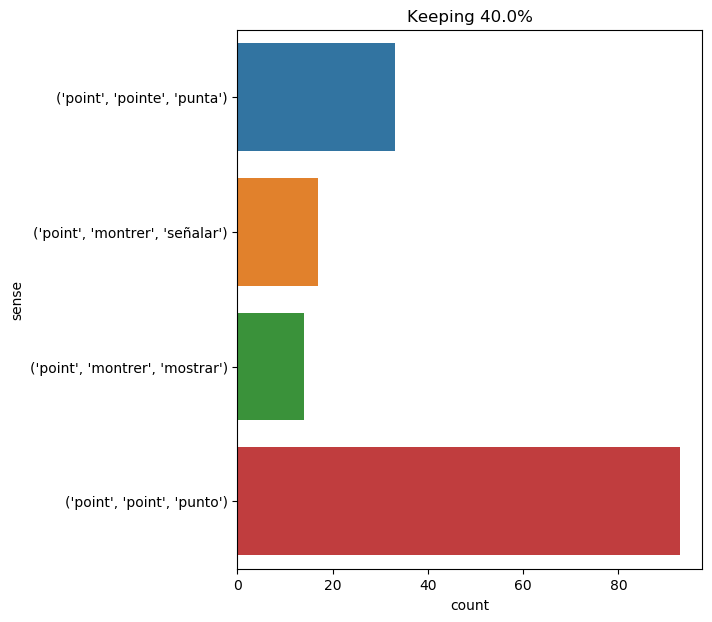 Keeping 40.0%
('point', 'pointe', 'punta')
('point', 'montrer', 'señalar')
('point', 'montrer', 'mostrar')
('point', 'point', 'punto')
sense
0 20 40 60 80
count